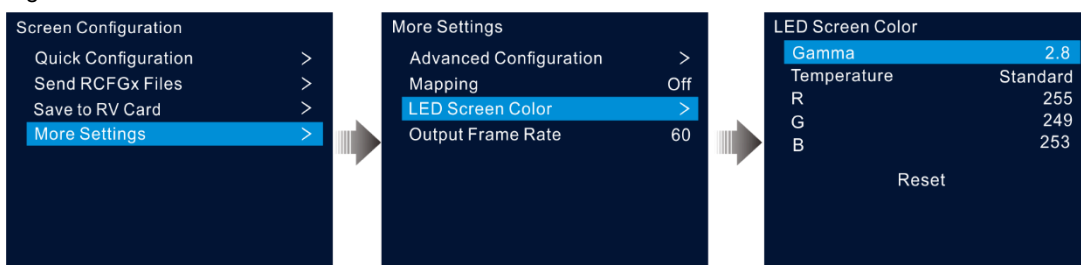 Screen Configuration
Quick Configuration >
Send RCFGx Files >
Save to RV Card >
More Settings >
More Settings
Advanced Configuration >
Mapping Off
LED Screen Color >
Output Frame Rate 60
LED Screen Color
Gamma 2.8
Temperature Standard
R 255
G 249
B 253
Reset